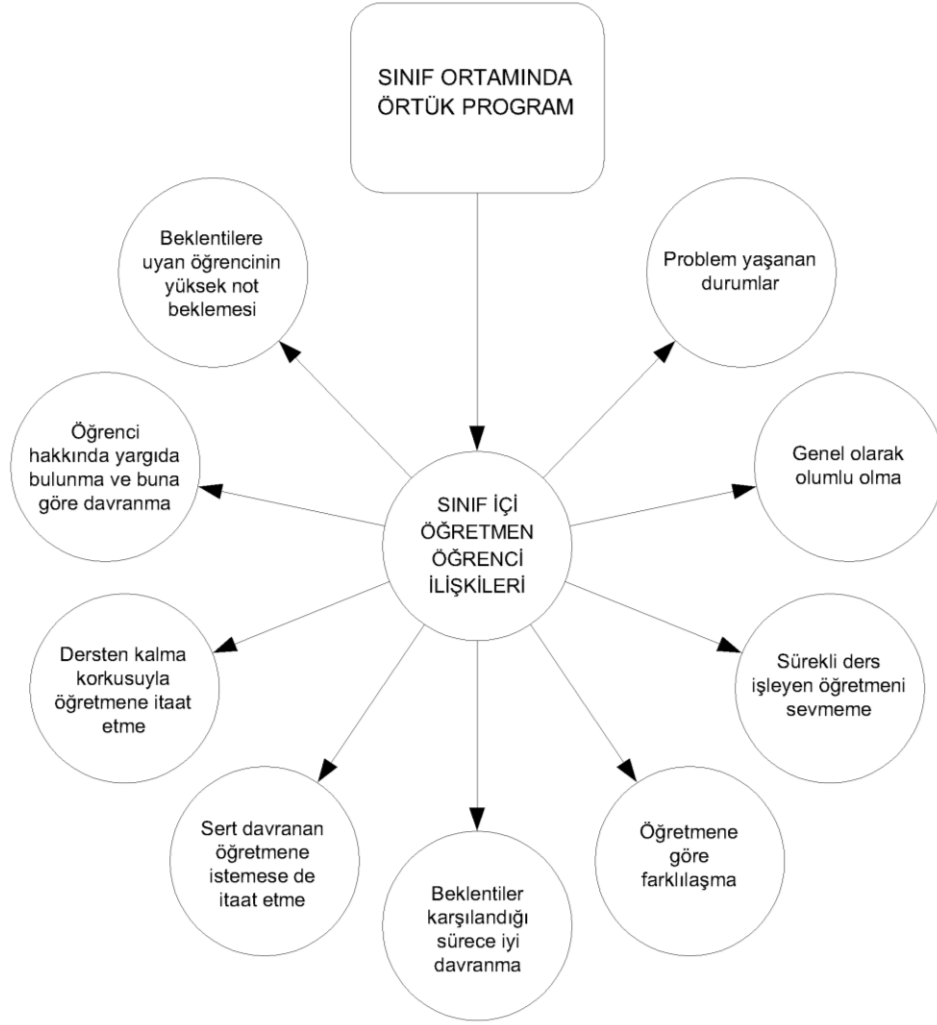 SINIF ORTAMINDA
ÖRTÜK PROGRAM
Beklentilere
uyan öğrencinin
yüksek not
beklemesi
Problem yaşanan
durumlar
Öğrenci
hakkında yargıda
bulunma ve buna
göre davranma
Genel olarak
olumlu olma
SINIF İÇİ
ÖĞRETMEN
ÖĞRENCİ
İLİŞKİLERİ
Dersten kalma
korkusuyla
öğretmene itaat
etme
Sürekli ders
işleyen öğretmeni
sevmeme
Sert davranan
öğretmene
istemese de
itaat etme
Beklentiler
karşılandığı
sürece iyi
davranma
Öğretmene
göre
farklılaşma